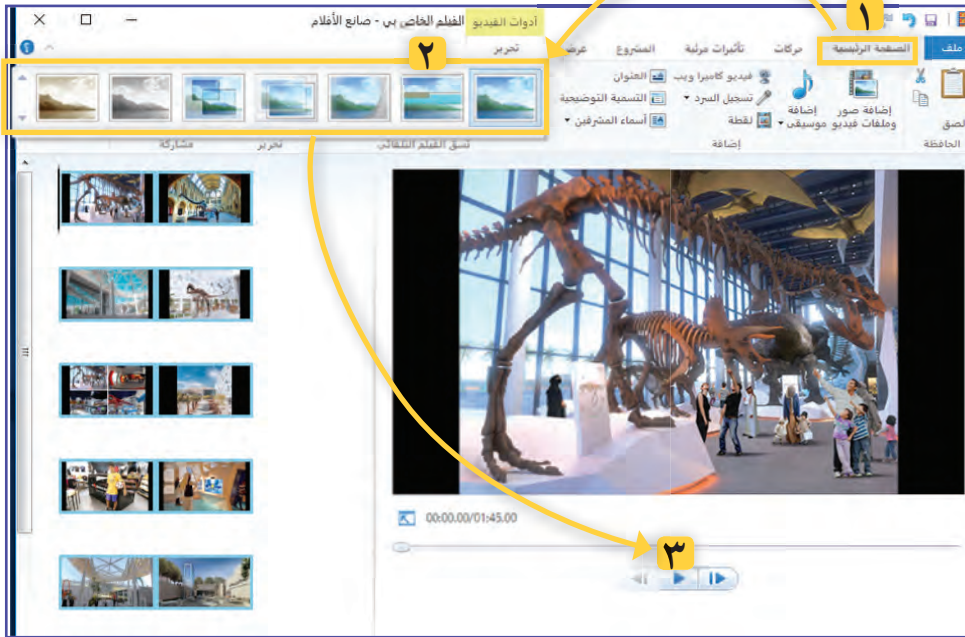 أدوات الفيديو الفيلم الخاص بي - صانع الأفلام
١
ملف الصفحة الرئيسية حركات تأثيرات مرئية المشروع عرض تحرير
٢
لصق
الحافظة
إضافة صور وملفات فيديو
إضافة موسيقى
فيديو كاميرا ويب
تسجيل السرد
لقطة
العنوان
التسمية التوضيحية
أسماء المشرفين
إضافة
نسق الفيلم التلقائي
تحرير
مشاركة
00:00.00/01:45.00
٣